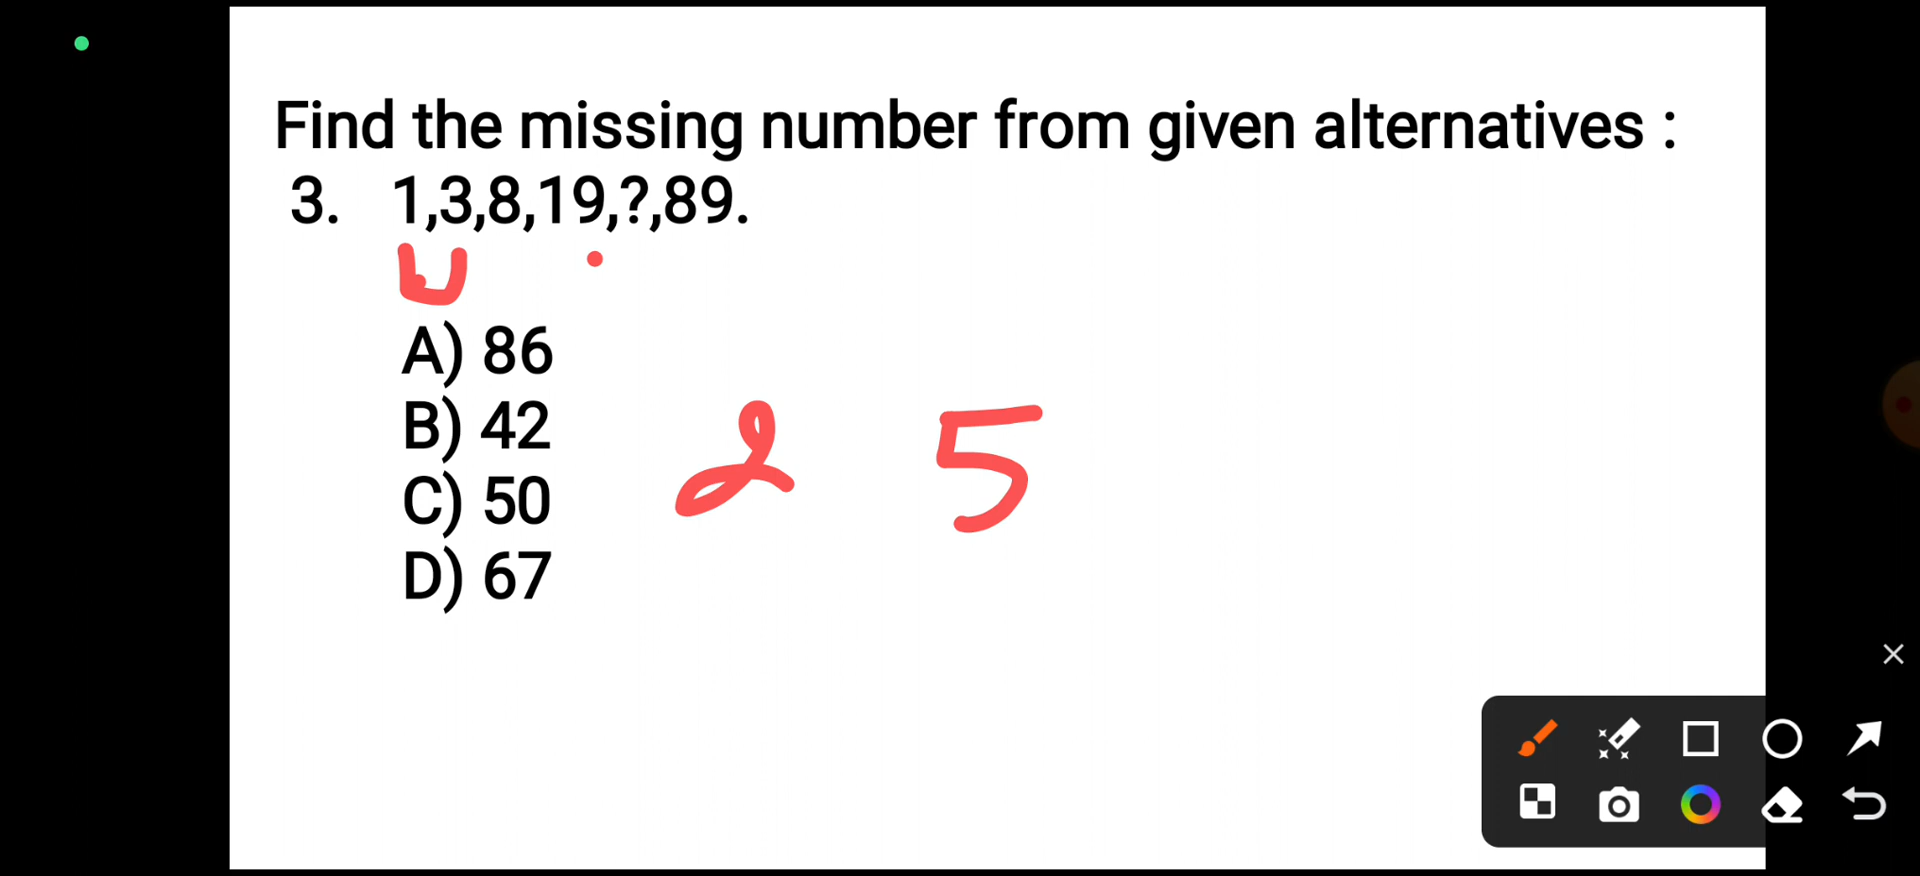 Find the missing number from given alternatives :
3. 1,3,8,19,?,89.
A) 86
B) 42
C) 50
D) 67
2 5